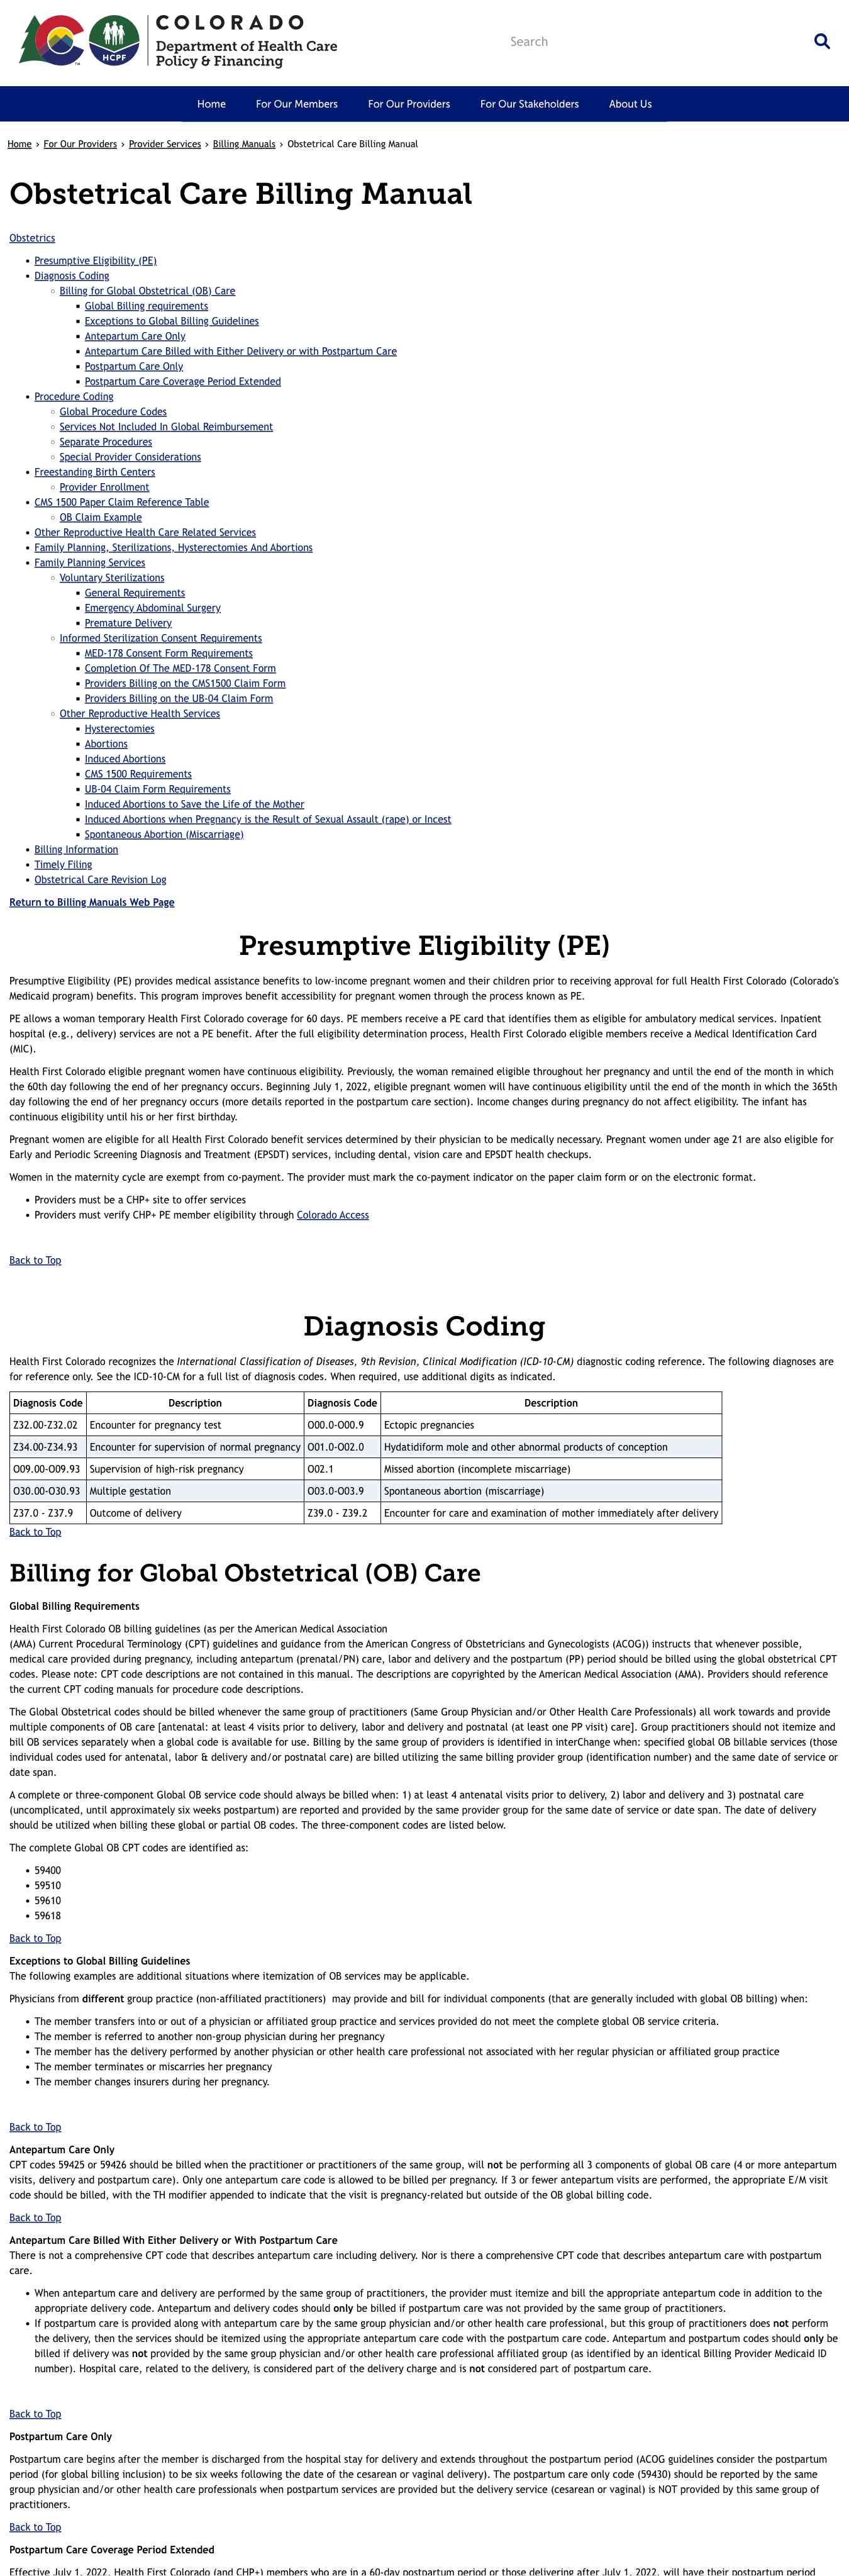 COLORADO
Department of Health Care
Policy & Financing
HCPF
TM
Search
Home
For Our Members
For Our Providers
For Our Stakeholders
About Us
Home › For Our Providers › Provider Services › Billing Manuals › Obstetrical Care Billing Manual
Obstetrical Care Billing Manual
Obstetrics
• Presumptive Eligibility (PE)
• Diagnosis Coding
○ Billing for Global Obstetrical (OB) Care
▪ Global Billing requirements
▪ Exceptions to Global Billing Guidelines
▪ Antepartum Care Only
▪ Antepartum Care Billed with Either Delivery or with Postpartum Care
▪ Postpartum Care Only
▪ Postpartum Care Coverage Period Extended
• Procedure Coding
○ Global Procedure Codes
○ Services Not Included In Global Reimbursement
○ Separate Procedures
○ Special Provider Considerations
• Freestanding Birth Centers
○ Provider Enrollment
• CMS 1500 Paper Claim Reference Table
○ OB Claim Example
• Other Reproductive Health Care Related Services
• Family Planning, Sterilizations, Hysterectomies And Abortions
• Family Planning Services
○ Voluntary Sterilizations
▪ General Requirements
▪ Emergency Abdominal Surgery
▪ Premature Delivery
○ Informed Sterilization Consent Requirements
▪ MED-178 Consent Form Requirements
▪ Completion Of The MED-178 Consent Form
▪ Providers Billing on the CMS1500 Claim Form
▪ Providers Billing on the UB-04 Claim Form
○ Other Reproductive Health Services
▪ Hysterectomies
▪ Abortions
▪ Induced Abortions
▪ CMS 1500 Requirements
▪ UB-04 Claim Form Requirements
▪ Induced Abortions to Save the Life of the Mother
▪ Induced Abortions when Pregnancy is the Result of Sexual Assault (rape) or Incest
▪ Spontaneous Abortion (Miscarriage)
• Billing Information
• Timely Filing
• Obstetrical Care Revision Log
Return to Billing Manuals Web Page
Presumptive Eligibility (PE)
Presumptive Eligibility (PE) provides medical assistance benefits to low-income pregnant women and their children prior to receiving approval for full Health First Colorado (Colorado's
Medicaid program) benefits. This program improves benefit accessibility for pregnant women through the process known as PE.
PE allows a woman temporary Health First Colorado coverage for 60 days. PE members receive a PE card that identifies them as eligible for ambulatory medical services. Inpatient
hospital (e.g., delivery) services are not a PE benefit. After the full eligibility determination process, Health First Colorado eligible members receive a Medical Identification Card
(MIC).
Health First Colorado eligible pregnant women have continuous eligibility. Previously, the woman remained eligible throughout her pregnancy and until the end of the month in which
the 60th day following the end of her pregnancy occurs. Beginning July 1, 2022, eligible pregnant women will have continuous eligibility until the end of the month in which the 365th
day following the end of her pregnancy occurs (more details reported in the postpartum care section). Income changes during pregnancy do not affect eligibility. The infant has
continuous eligibility until his or her first birthday.
Pregnant women are eligible for all Health First Colorado benefit services determined by their physician to be medically necessary. Pregnant women under age 21 are also eligible for
Early and Periodic Screening Diagnosis and Treatment (EPSDT) services, including dental, vision care and EPSDT health checkups.
Women in the maternity cycle are exempt from co-payment. The provider must mark the co-payment indicator on the paper claim form or on the electronic format.
• Providers must be a CHP+ site to offer services
• Providers must verify CHP+ PE member eligibility through Colorado Access
Back to Top
Diagnosis Coding
Health First Colorado recognizes the International Classification of Diseases, 9th Revision, Clinical Modification (ICD-10-CM) diagnostic coding reference. The following diagnoses are
for reference only. See the ICD-10-CM for a full list of diagnosis codes. When required, use additional digits as indicated.
Diagnosis Code Description Diagnosis Code Description
Z32.00-Z32.02 Encounter for pregnancy test O00.0-O00.9 Ectopic pregnancies
Z34.00-Z34.93 Encounter for supervision of normal pregnancy O01.0-O02.0 Hydatidiform mole and other abnormal products of conception
O09.00-O09.93 Supervision of high-risk pregnancy O02.1 Missed abortion (incomplete miscarriage)
O30.00-O30.93 Multiple gestation O03.0-O03.9 Spontaneous abortion (miscarriage)
Z37.0 - Z37.9 Outcome of delivery Z39.0 - Z39.2 Encounter for care and examination of mother immediately after delivery
Back to Top
Billing for Global Obstetrical (OB) Care
Global Billing Requirements
Health First Colorado OB billing guidelines (as per the American Medical Association
(AMA) Current Procedural Terminology (CPT) guidelines and guidance from the American Congress of Obstetricians and Gynecologists (ACOG)) instructs that whenever possible,
medical care provided during pregnancy, including antepartum (prenatal/PN) care, labor and delivery and the postpartum (PP) period should be billed using the global obstetrical CPT
codes. Please note: CPT code descriptions are not contained in this manual. The descriptions are copyrighted by the American Medical Association (AMA). Providers should reference
the current CPT coding manuals for procedure code descriptions.
The Global Obstetrical codes should be billed whenever the same group of practitioners (Same Group Physician and/or Other Health Care Professionals) all work towards and provide
multiple components of OB care [antenatal: at least 4 visits prior to delivery, labor and delivery and postnatal (at least one PP visit) care]. Group practitioners should not itemize and
bill OB services separately when a global code is available for use. Billing by the same group of providers is identified in interChange when: specified global OB billable services (those
individual codes used for antenatal, labor & delivery and/or postnatal care) are billed utilizing the same billing provider group (identification number) and the same date of service or
date span.
A complete or three-component Global OB service code should always be billed when: 1) at least 4 antenatal visits prior to delivery, 2) labor and delivery and 3) postnatal care
(uncomplicated, until approximately six weeks postpartum) are reported and provided by the same provider group for the same date of service or date span. The date of delivery
should be utilized when billing these global or partial OB codes. The three-component codes are listed below.
The complete Global OB CPT codes are identified as:
• 59400
• 59510
• 59610
• 59618
Back to Top
Exceptions to Global Billing Guidelines
The following examples are additional situations where itemization of OB services may be applicable.
Physicians from different group practice (non-affiliated practitioners)  may provide and bill for individual components (that are generally included with global OB billing) when:
• The member transfers into or out of a physician or affiliated group practice and services provided do not meet the complete global OB service criteria.
• The member is referred to another non-group physician during her pregnancy
• The member has the delivery performed by another physician or other health care professional not associated with her regular physician or affiliated group practice
• The member terminates or miscarries her pregnancy
• The member changes insurers during her pregnancy.
Back to Top
Antepartum Care Only
CPT codes 59425 or 59426 should be billed when the practitioner or practitioners of the same group, will not be performing all 3 components of global OB care (4 or more antepartum
visits, delivery and postpartum care). Only one antepartum care code is allowed to be billed per pregnancy. If 3 or fewer antepartum visits are performed, the appropriate E/M visit
code should be billed, with the TH modifier appended to indicate that the visit is pregnancy-related but outside of the OB global billing code.
Back to Top
Antepartum Care Billed With Either Delivery or With Postpartum Care
There is not a comprehensive CPT code that describes antepartum care including delivery. Nor is there a comprehensive CPT code that describes antepartum care with postpartum
care.
• When antepartum care and delivery are performed by the same group of practitioners, the provider must itemize and bill the appropriate antepartum code in addition to the
appropriate delivery code. Antepartum and delivery codes should only be billed if postpartum care was not provided by the same group of practitioners.
• If postpartum care is provided along with antepartum care by the same group physician and/or other health care professional, but this group of practitioners does not perform
the delivery, then the services should be itemized using the appropriate antepartum care code with the postpartum care code. Antepartum and postpartum codes should only be
billed if delivery was not provided by the same group physician and/or other health care professional affiliated group (as identified by an identical Billing Provider Medicaid ID
number). Hospital care, related to the delivery, is considered part of the delivery charge and is not considered part of postpartum care.
Back to Top
Postpartum Care Only
Postpartum care begins after the member is discharged from the hospital stay for delivery and extends throughout the postpartum period (ACOG guidelines consider the postpartum
period (for global billing inclusion) to be six weeks following the date of the cesarean or vaginal delivery). The postpartum care only code (59430) should be reported by the same
group physician and/or other health care professionals when postpartum services are provided but the delivery service (cesarean or vaginal) is NOT provided by this same group of
practitioners.
Back to Top
Postpartum Care Coverage Period Extended
Effective July 1, 2022, Health First Colorado (and CHP+) members who are in a 60-day postpartum period or those delivering after July 1, 2022, will have their postpartum period